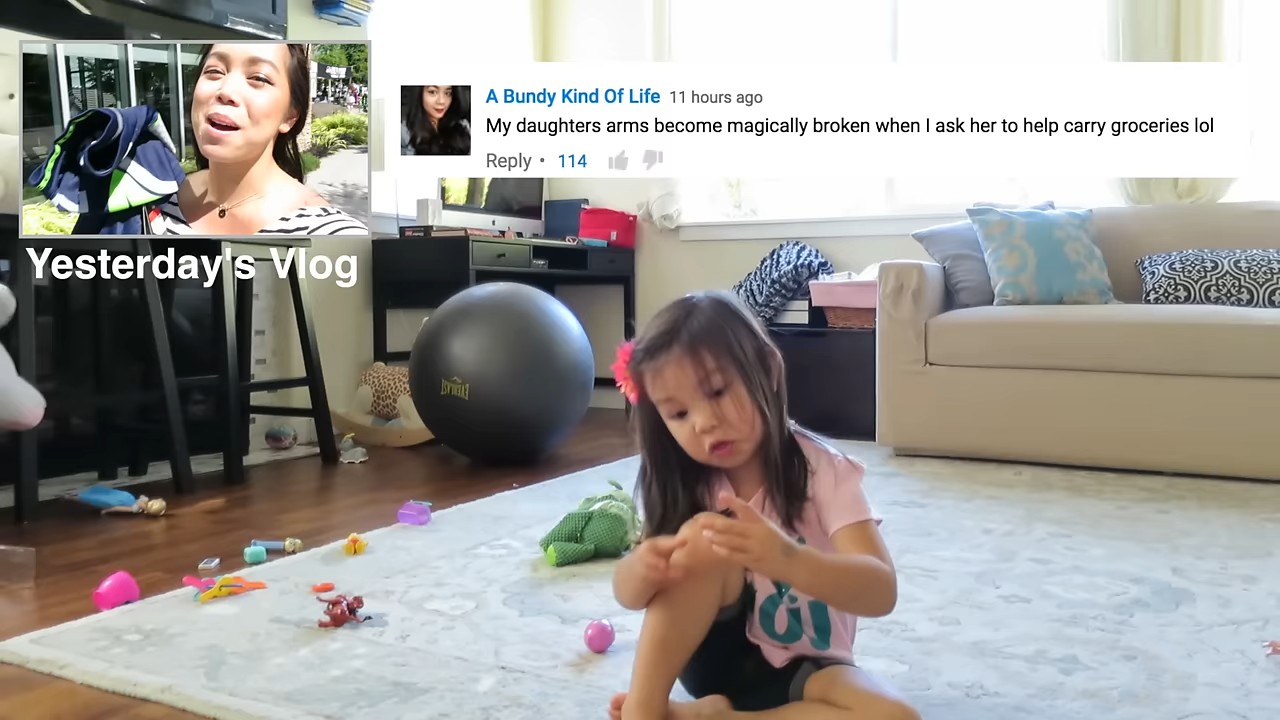 A Bundy Kind Of Life 11 hours ago
My daughters arms become magically broken when I ask her to help carry groceries lol
Reply • 114
Yesterday's Vlog
EVERLAST